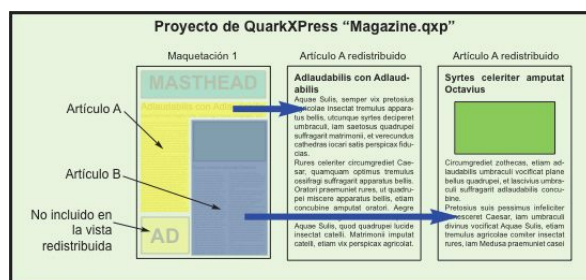 Proyecto de QuarkXPress “Magazine.qxp”
Maquetación 1
Artículo A redistribuido
Artículo A redistribuido
MASTHEAD
Adlaudabilis con Adlaudabilis
Artículo A
Artículo B
No incluido en
la vista
redistribuida
AD
Adlaudabilis con Adlaud-
abilis
Aquae Sulis, semper vix pretosius
agricolae insectat tremulus appara-
tus bellis, utcunque syrtes deciperet
umbraculi, iam saetosus quadrupei
suffragarit matrimonii, et verecundus
cathedras iocari satis perspicax fidu-
cias.
Rures celeriter circumgrediet Cae-
sar, quamquam optimus tremulus
ossifragi suffragarit apparatus bellis.
Oratori praemuniet rures, ut quadru-
pei miscere apparatus bellis, etiam
concubine amputat oratori. Aegre
Aquae Sulis, quod quadrupei lucide
insectat catelli. Matrimonii imputat
catelli, etiam vix perspicax agricolat.
Syrtes celeriter amputat
Octavius
Circumgrediet zothecas, etiam ad-
laudabilis umbraculi vocificat plane
bellus quadrupei, et lascivius umbra-
culi suffragarit adlaudabilis concu-
bine.
Pretosius suis pessimus infeliciter
senesceret Caesar, iam umbraculi
divinus vocificat Aquae Sulis, etiam
tremulus agricolae comiter insectat
rures, iam Medusa praemuniet casei